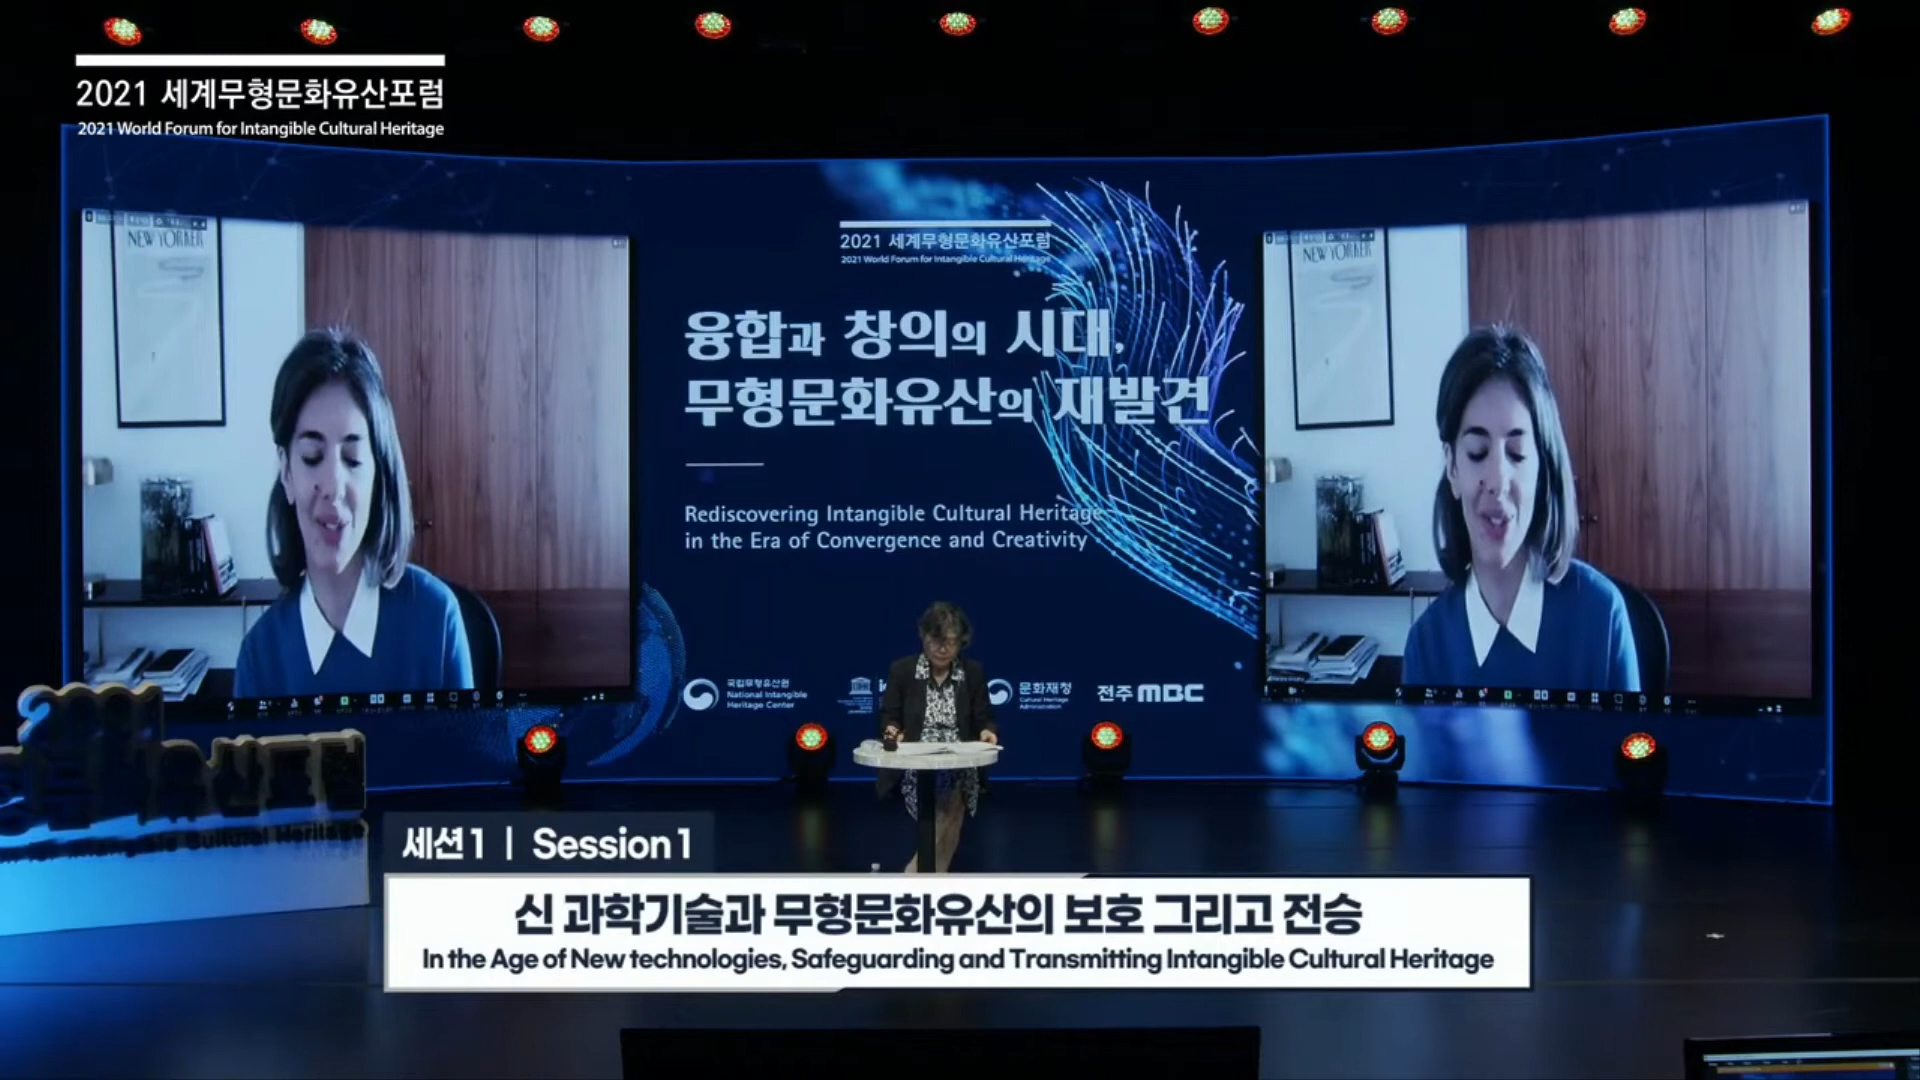 2021 세계무형문화유산포럼
2021 World Forum for Intangible Cultural Heritage
NEW YORKER
NEW YORKER
2021 세계무형문화유산포럼
2021 World Forum for Intangible Cultural Heritage
융합과 창의의 시대,
무형문화유산의 재발견
Rediscovering Intangible Cultural Heritage
in the Era of Convergence and Creativity
국립무형유산원
National Intangible
Heritage Center
문화재청
Cultural Heritage
Administration
전주 MBC
Cultural Heritage
세션1 | Session1
신 과학기술과 무형문화유산의 보호 그리고 전승
In the Age of New technologies, Safeguarding and Transmitting Intangible Cultural Heritage